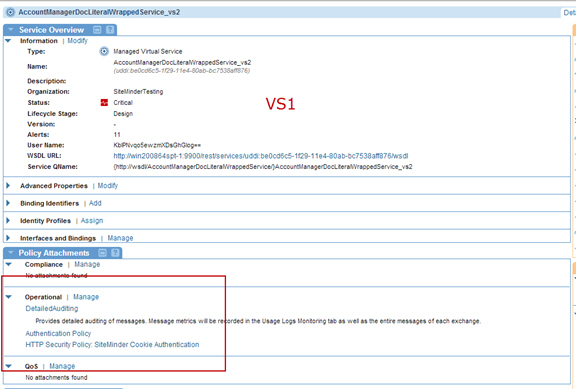 AccountManagerDocLiteralWrappedService_vs2
Deta
Service Overview
Information | Modify
Type: Managed Virtual Service
Name: AccountManagerDocLiteralWrappedService_vs2
(uddi:be0cd6c5-1f29-11e4-80ab-bc7538aff876)
Description:
Organization: SiteMinderTesting
Status: Critical
VS1
Lifecycle Stage: Design
Version: -
Alerts: 11
User Name: KbIPNvqo5ewzmXDsGhGlog==
WSDL URL: http://win200864spt-1:9900/rest/services/uddi:be0cd6c5-1f29-11e4-80ab-bc7538aff876/wsdl
Service QName: {http://wsdl/AccountManagerDocLiteralWrappedService/}AccountManagerDocLiteralWrappedService_vs2
Advanced Properties | Modify
Binding Identifiers | Add
Identity Profiles | Assign
Interfaces and Bindings | Manage
Policy Attachments
Compliance | Manage
No attachments found
Operational | Manage
DetailedAuditing
Provides detailed auditing of messages. Message metrics will be recorded in the Usage Logs Monitoring tab as well as the entire messages of each exchange.
Authentication Policy
HTTP Security Policy: SiteMinder Cookie Authentication
QoS | Manage
No attachments found